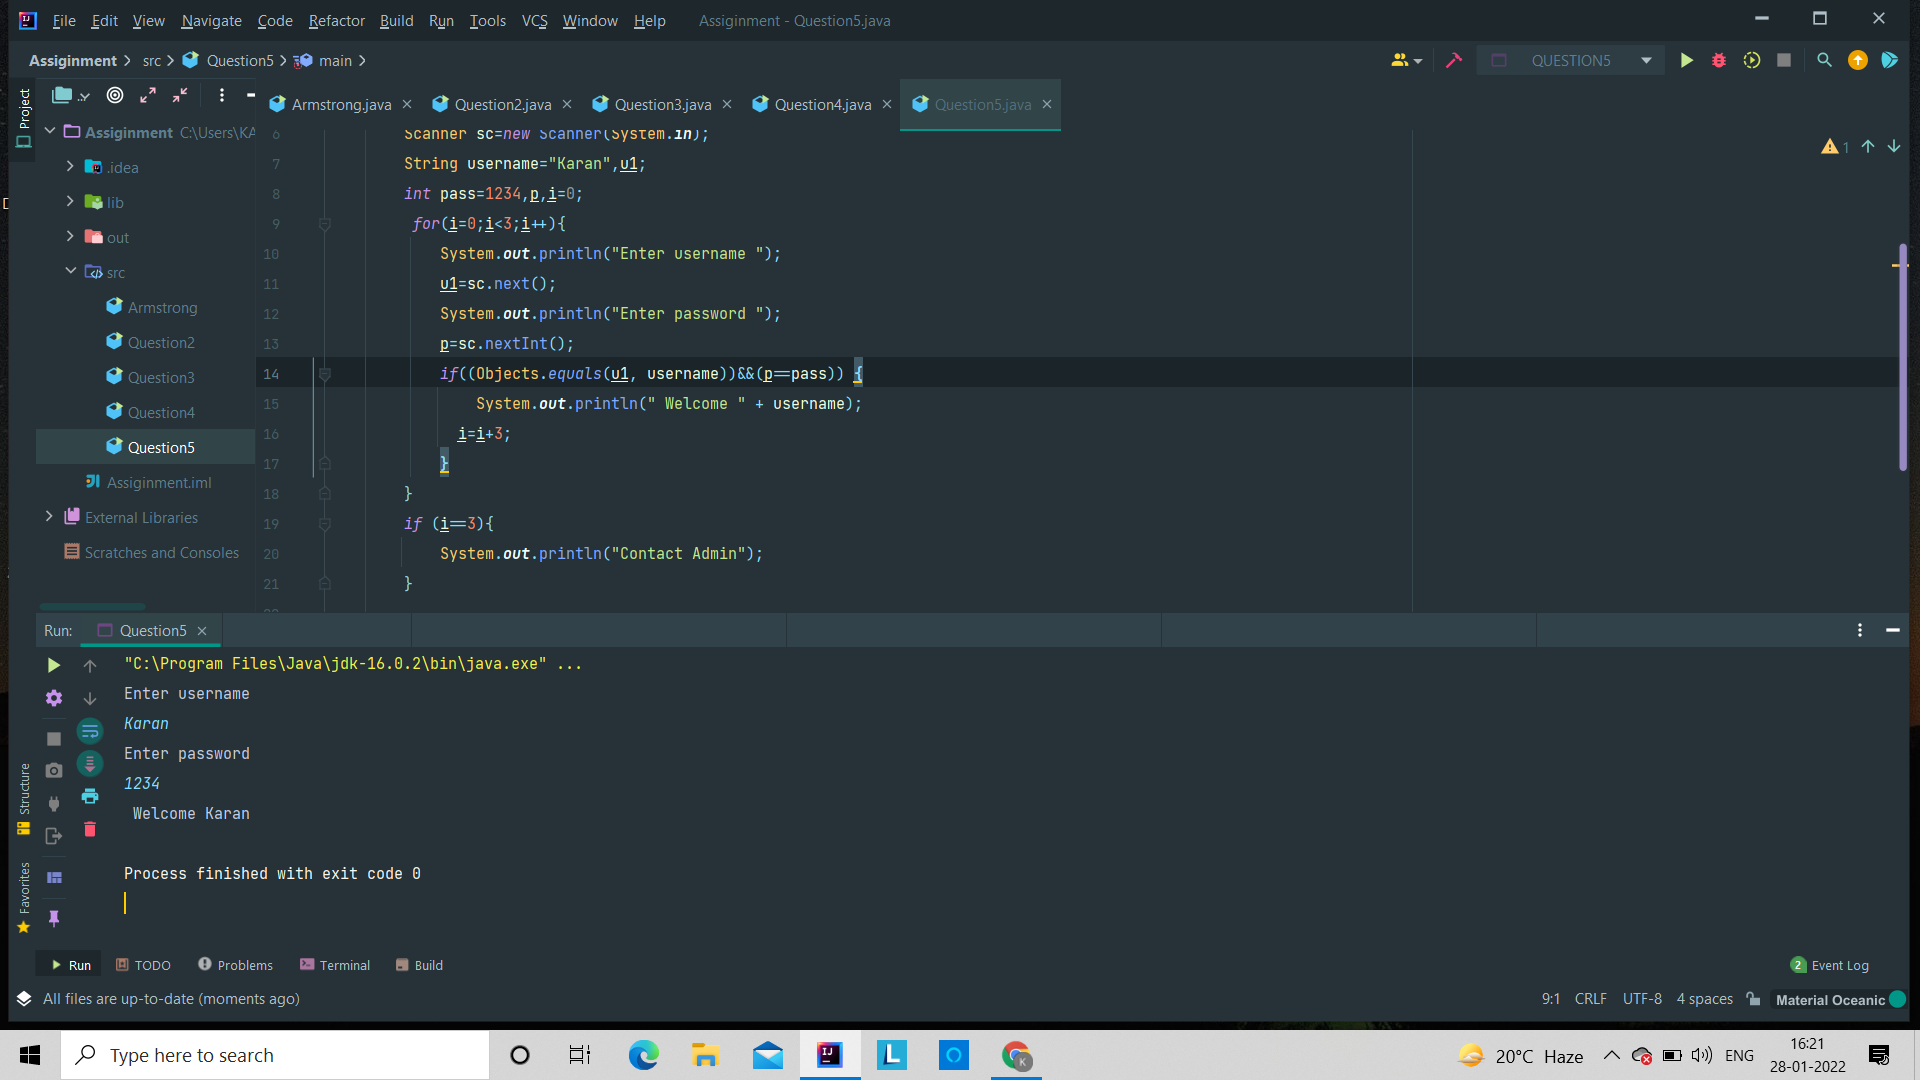 File Edit View Navigate Code Refactor Build Run Tools VCS Window Help Assiginment - Question5.java
Assiginment src Question5 main QUESTION5
Project
Armstrong.java Question2.java Question3.java Question4.java Question5.java
Assiginment C:\Users\KA
.idea
lib
out
src
Armstrong
Question2
Question3
Question4
Question5
Assiginment.iml
External Libraries
Scratches and Consoles
6 Scanner sc=new Scanner(System.in);
7 String username="Karan",u1;
8 int pass=1234,p,i=0;
9 for(i=0;i<3;i++){
10 System.out.println("Enter username ");
11 u1=sc.next();
12 System.out.println("Enter password ");
13 p=sc.nextInt();
14 if((Objects.equals(u1, username))&&(p==pass)) {
15 System.out.println(" Welcome " + username);
16 i=i+3;
17 }
18 }
19 if (i==3){
20 System.out.println("Contact Admin");
21 }
1
Run: Question5
"C:\Program Files\Java\jdk-16.0.2\bin\java.exe" ...
Enter username
Karan
Enter password
1234
Welcome Karan
Process finished with exit code 0
Structure
Favorites
Run TODO Problems Terminal Build 2 Event Log
All files are up-to-date (moments ago) 9:1 CRLF UTF-8 4 spaces Material Oceanic
Type here to search 20°C Haze ENG 16:21
28-01-2022